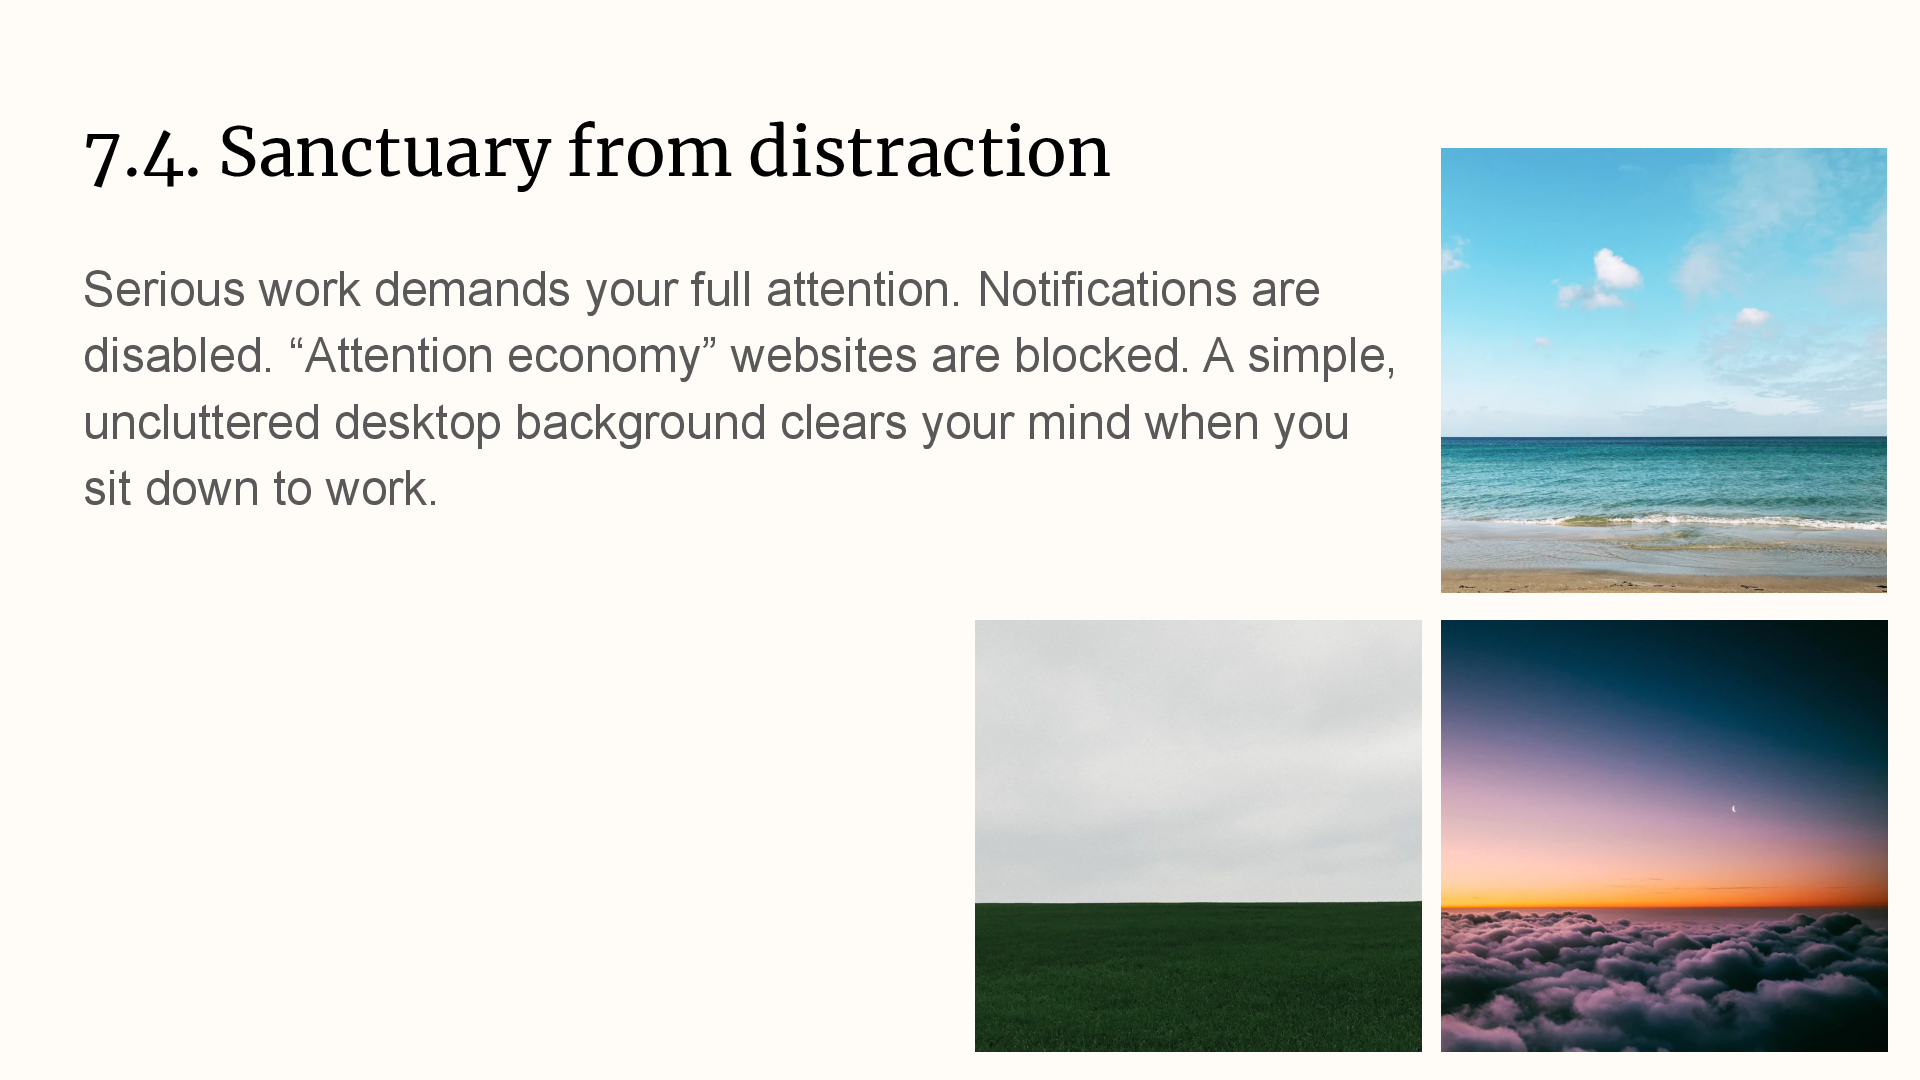 7.4. Sanctuary from distraction
Serious work demands your full attention. Notifications are
disabled. “Attention economy” websites are blocked. A simple,
uncluttered desktop background clears your mind when you
sit down to work.